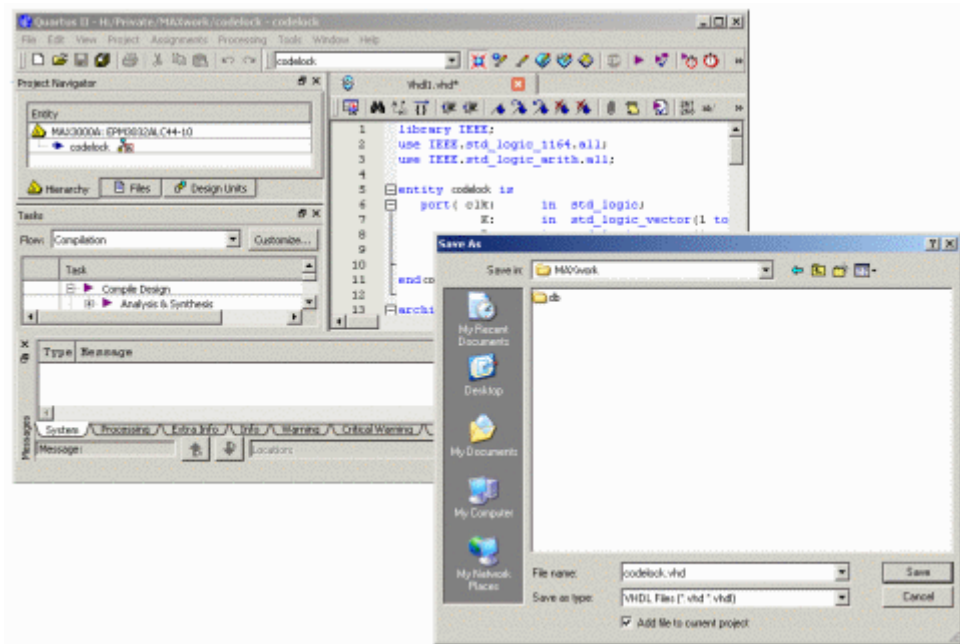 Quartus II - H:/Private/MAXwork/codelock - codelock
File Edit View Project Assignments Processing Tools Window Help
codelock
Project Navigator
Vhdl1.vhd*
Entity
MAX3000A: EPM3032ALC44-10
codelock
Hierarchy Files Design Units
1 library IEEE;
2 use IEEE.std_logic_1164.all;
3 use IEEE.std_logic_arith.all;
4
5 entity codelock is
6 port( clk: in std_logic;
7 K: in std_logic_vector(1 to
8
9
10
11 end co
12
13 archi
Tasks
Flow: Compilation Customize...
Task
Compile Design
Analysis & Synthesis
Type Message
System Processing Extra Info Info Warning Critical Warning
Messages
Message: Location:
Save As
Save in: MAXwork
db
My Recent
Documents
Desktop
My Documents
My Computer
My Network
Places
File name: codelock.vhd Save
Save as type: VHDL Files (*.vhd *.vhdl) Cancel
Add file to current project